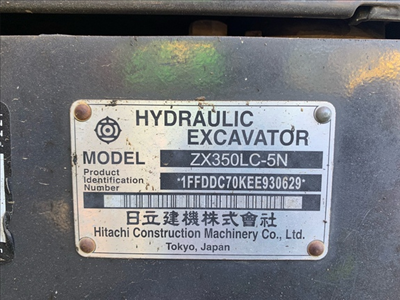 HYDRAULIC
EXCAVATOR
MODEL ZX350LC-5N
Product
Identification
Number *1FFDDC70KEE930629*
日立建機株式會社
Hitachi Construction Machinery Co., Ltd.
Tokyo, Japan